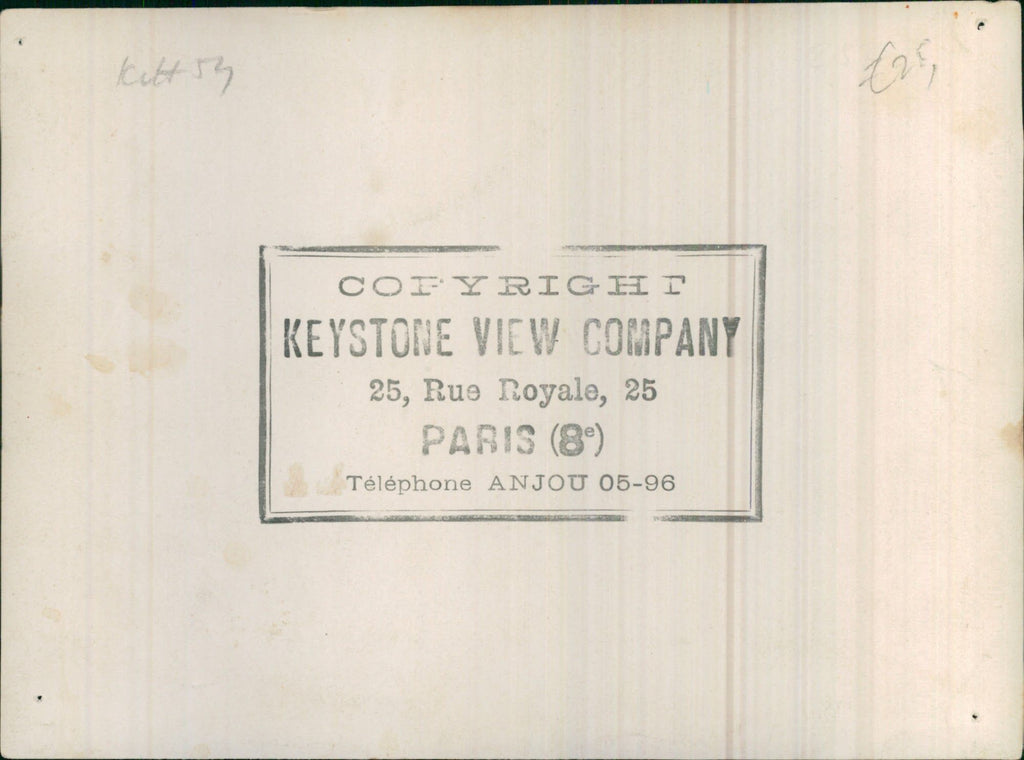 COPYRIGHT
KEYSTONE VIEW COMPANY
25, Rue Royale, 25
PARIS (8e)
Téléphone ANJOU 05-96